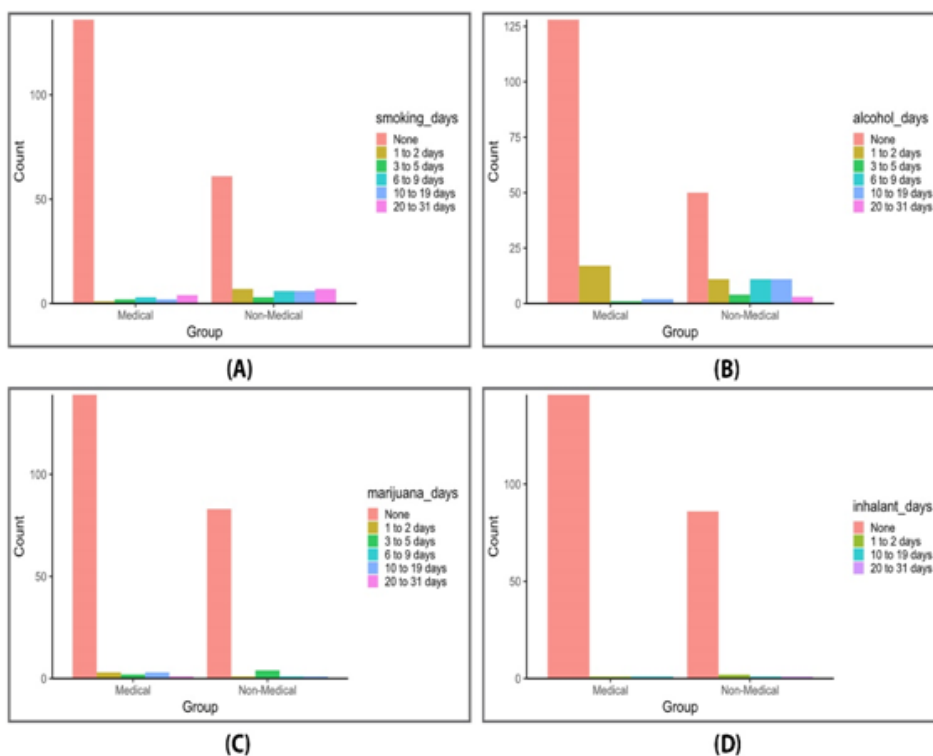 100
50
0
Count
Medical
Non-Medical
Group
smoking_days
None
1 to 2 days
3 to 5 days
6 to 9 days
10 to 19 days
20 to 31 days
(A)
125
100
75
50
25
0
Count
Medical
Non-Medical
Group
alcohol_days
None
1 to 2 days
3 to 5 days
6 to 9 days
10 to 19 days
20 to 31 days
(B)
100
50
0
Count
Medical
Non-Medical
Group
marijuana_days
None
1 to 2 days
3 to 5 days
6 to 9 days
10 to 19 days
20 to 31 days
(C)
100
50
0
Count
Medical
Non-Medical
Group
inhalant_days
None
1 to 2 days
10 to 19 days
20 to 31 days
(D)